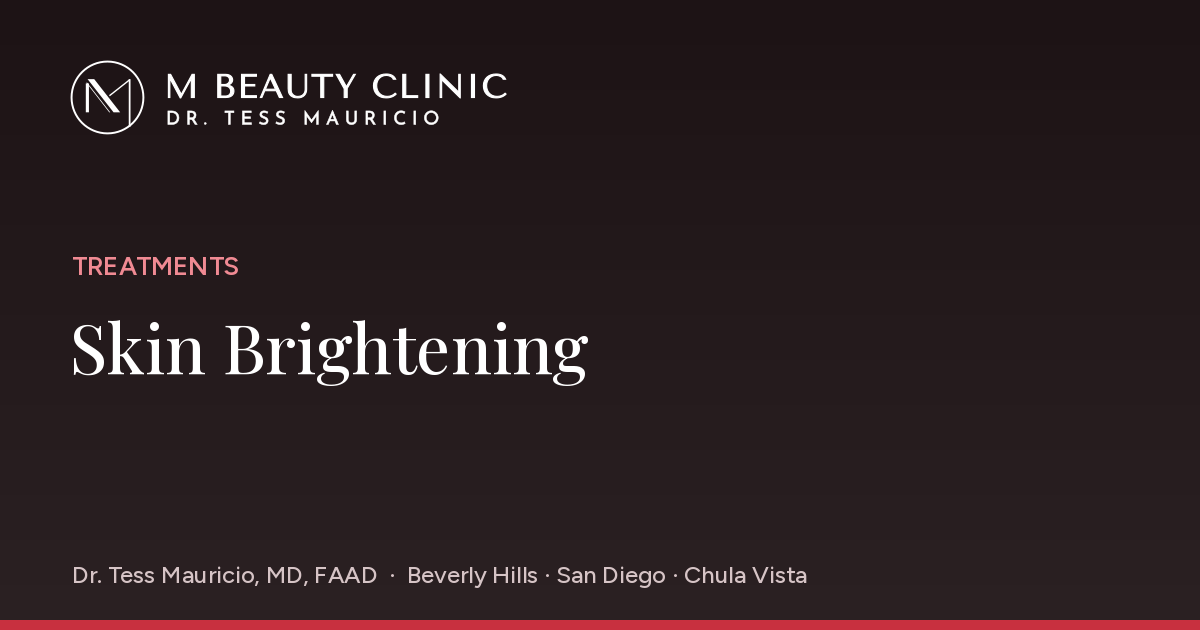 M BEAUTY CLINIC
DR. TESS MAURICIO
TREATMENTS
Skin Brightening
Dr. Tess Mauricio, MD, FAAD · Beverly Hills · San Diego · Chula Vista